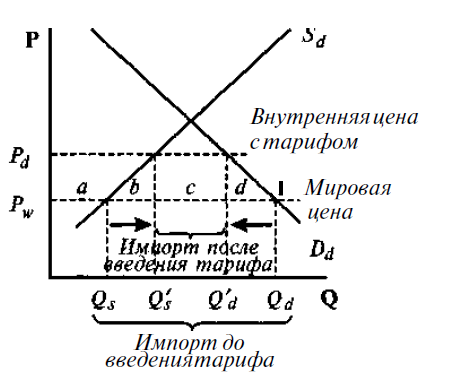 P
S_d
Внутренняя цена
с тарифом
P_d
a b c d 1
P_w
Мировая
цена
Импорт после
введения тарифа
D_d
Q_s Q'_s Q'_d Q_d Q
Импорт до
введения тарифа